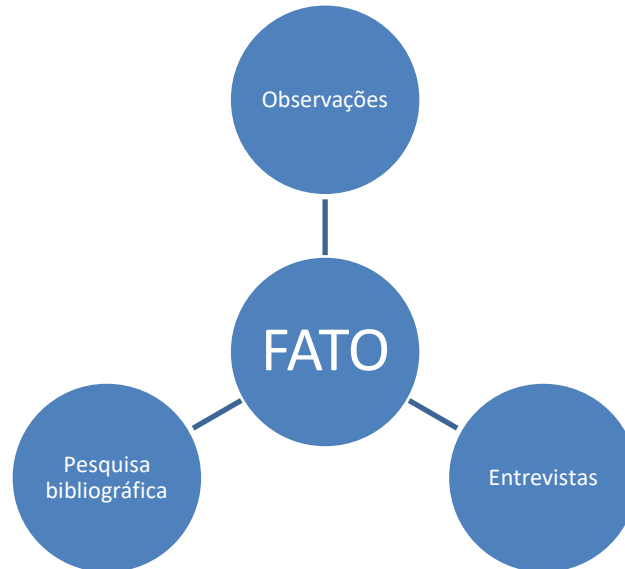 Observações
FATO
Pesquisa
bibliográfica
Entrevistas